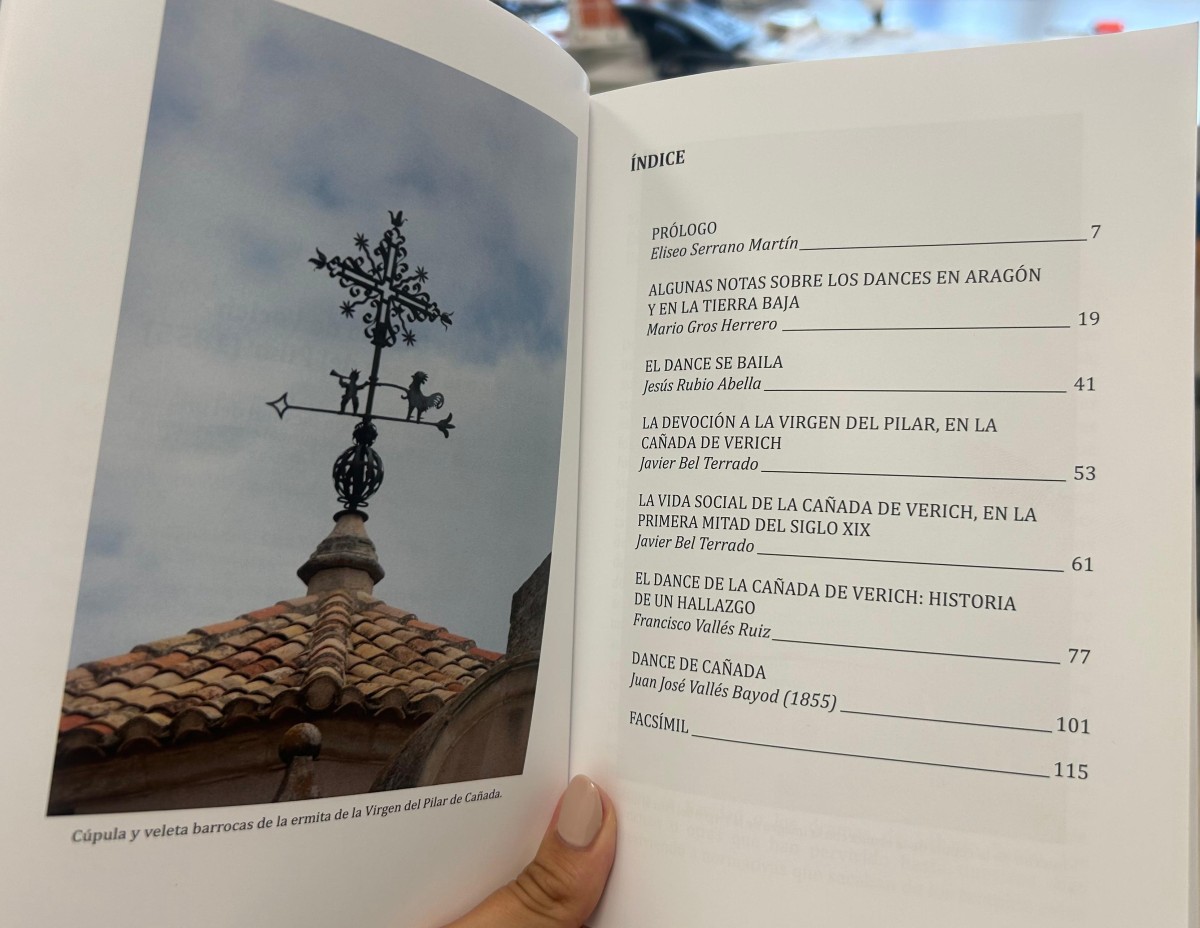 Cúpula y veleta barrocas de la ermita de la Virgen del Pilar de Cañada.
ÍNDICE
PRÓLOGO
Eliseo Serrano Martín 7
ALGUNAS NOTAS SOBRE LOS DANCES EN ARAGÓN
Y EN LA TIERRA BAJA
Mario Gros Herrero 19
EL DANCE SE BAILA
Jesús Rubio Abella 41
LA DEVOCIÓN A LA VIRGEN DEL PILAR, EN LA
CAÑADA DE VERICH
Javier Bel Terrado 53
LA VIDA SOCIAL DE LA CAÑADA DE VERICH, EN LA
PRIMERA MITAD DEL SIGLO XIX
Javier Bel Terrado 61
EL DANCE DE LA CAÑADA DE VERICH: HISTORIA
DE UN HALLAZGO
Francisco Vallés Ruiz 77
DANCE DE CAÑADA
Juan José Vallés Bayod (1855) 101
FACSÍMIL 115